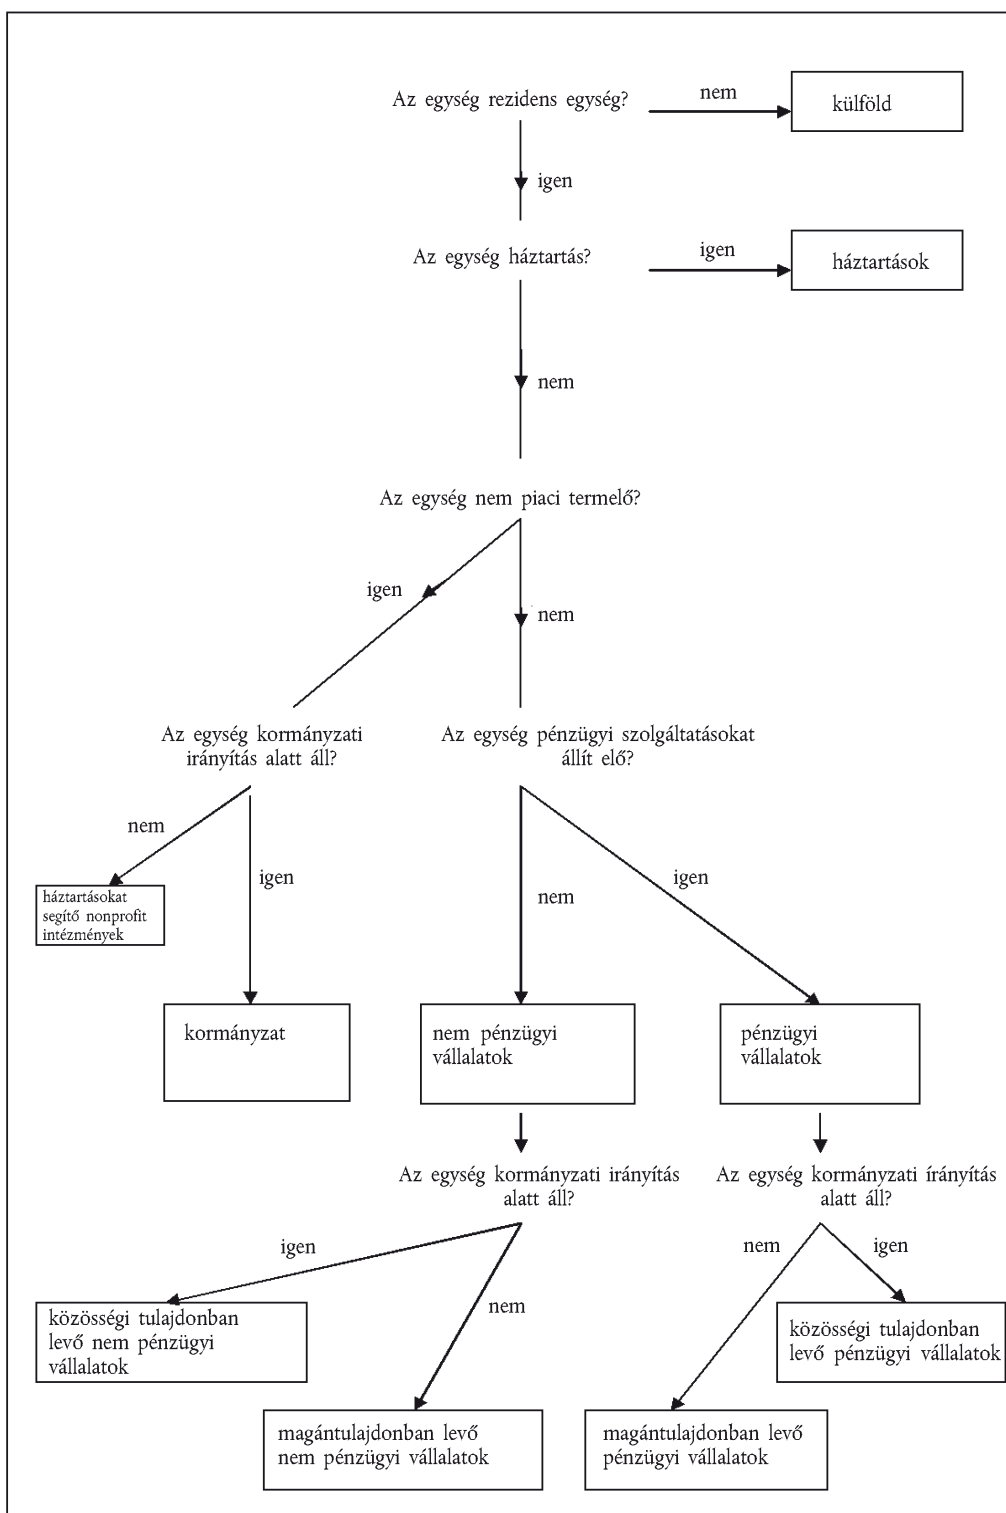 Az egység rezidens egység?
nem
külföld
igen
Az egység háztartás?
igen
háztartások
nem
Az egység nem piaci termelő?
igen
nem
Az egység kormányzati
irányítás alatt áll?
Az egység pénzügyi szolgáltatásokat
állít elő?
nem
igen
nem
igen
háztartásokat
segítő nonprofit
intézmények
kormányzat
nem pénzügyi
vállalatok
pénzügyi
vállalatok
Az egység kormányzati irányítás
alatt áll?
Az egység kormányzati írányítás
alatt áll?
igen
nem
nem
igen
közösségi tulajdonban
levő nem pénzügyi
vállalatok
közösségi tulajdonban
levő pénzügyi vállalatok
magántulajdonban levő
nem pénzügyi vállalatok
magántulajdonban levő
pénzügyi vállalatok